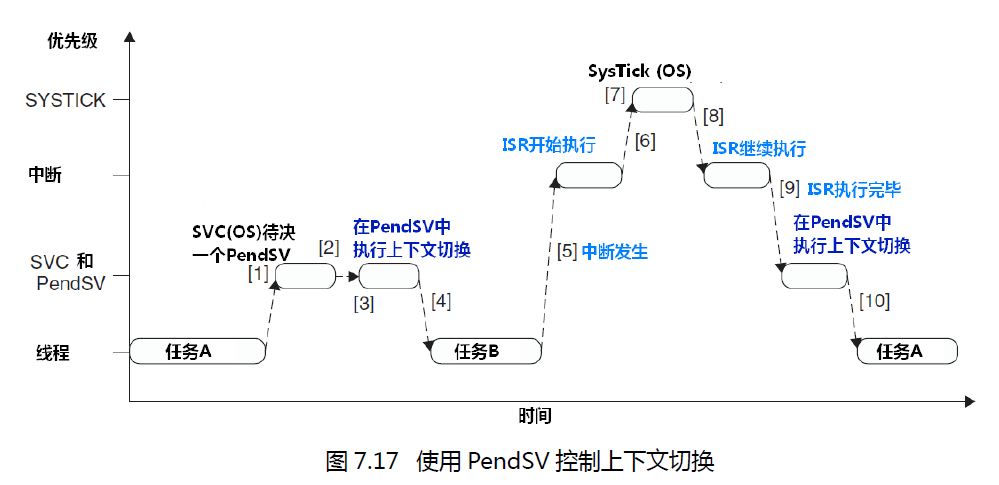 优先级
SysTick (OS)
SYSTICK
[7]
[8]
ISR开始执行
[6]
ISR继续执行
中断
[9] ISR执行完毕
SVC(OS)待决
一个PendSV
[2]
在PendSV中
执行上下文切换
[5] 中断发生
在PendSV中
执行上下文切换
SVC 和
PendSV
[1]
[3]
[4]
[10]
线程
任务A
任务B
任务A
时间
图 7.17 使用 PendSV 控制上下文切换